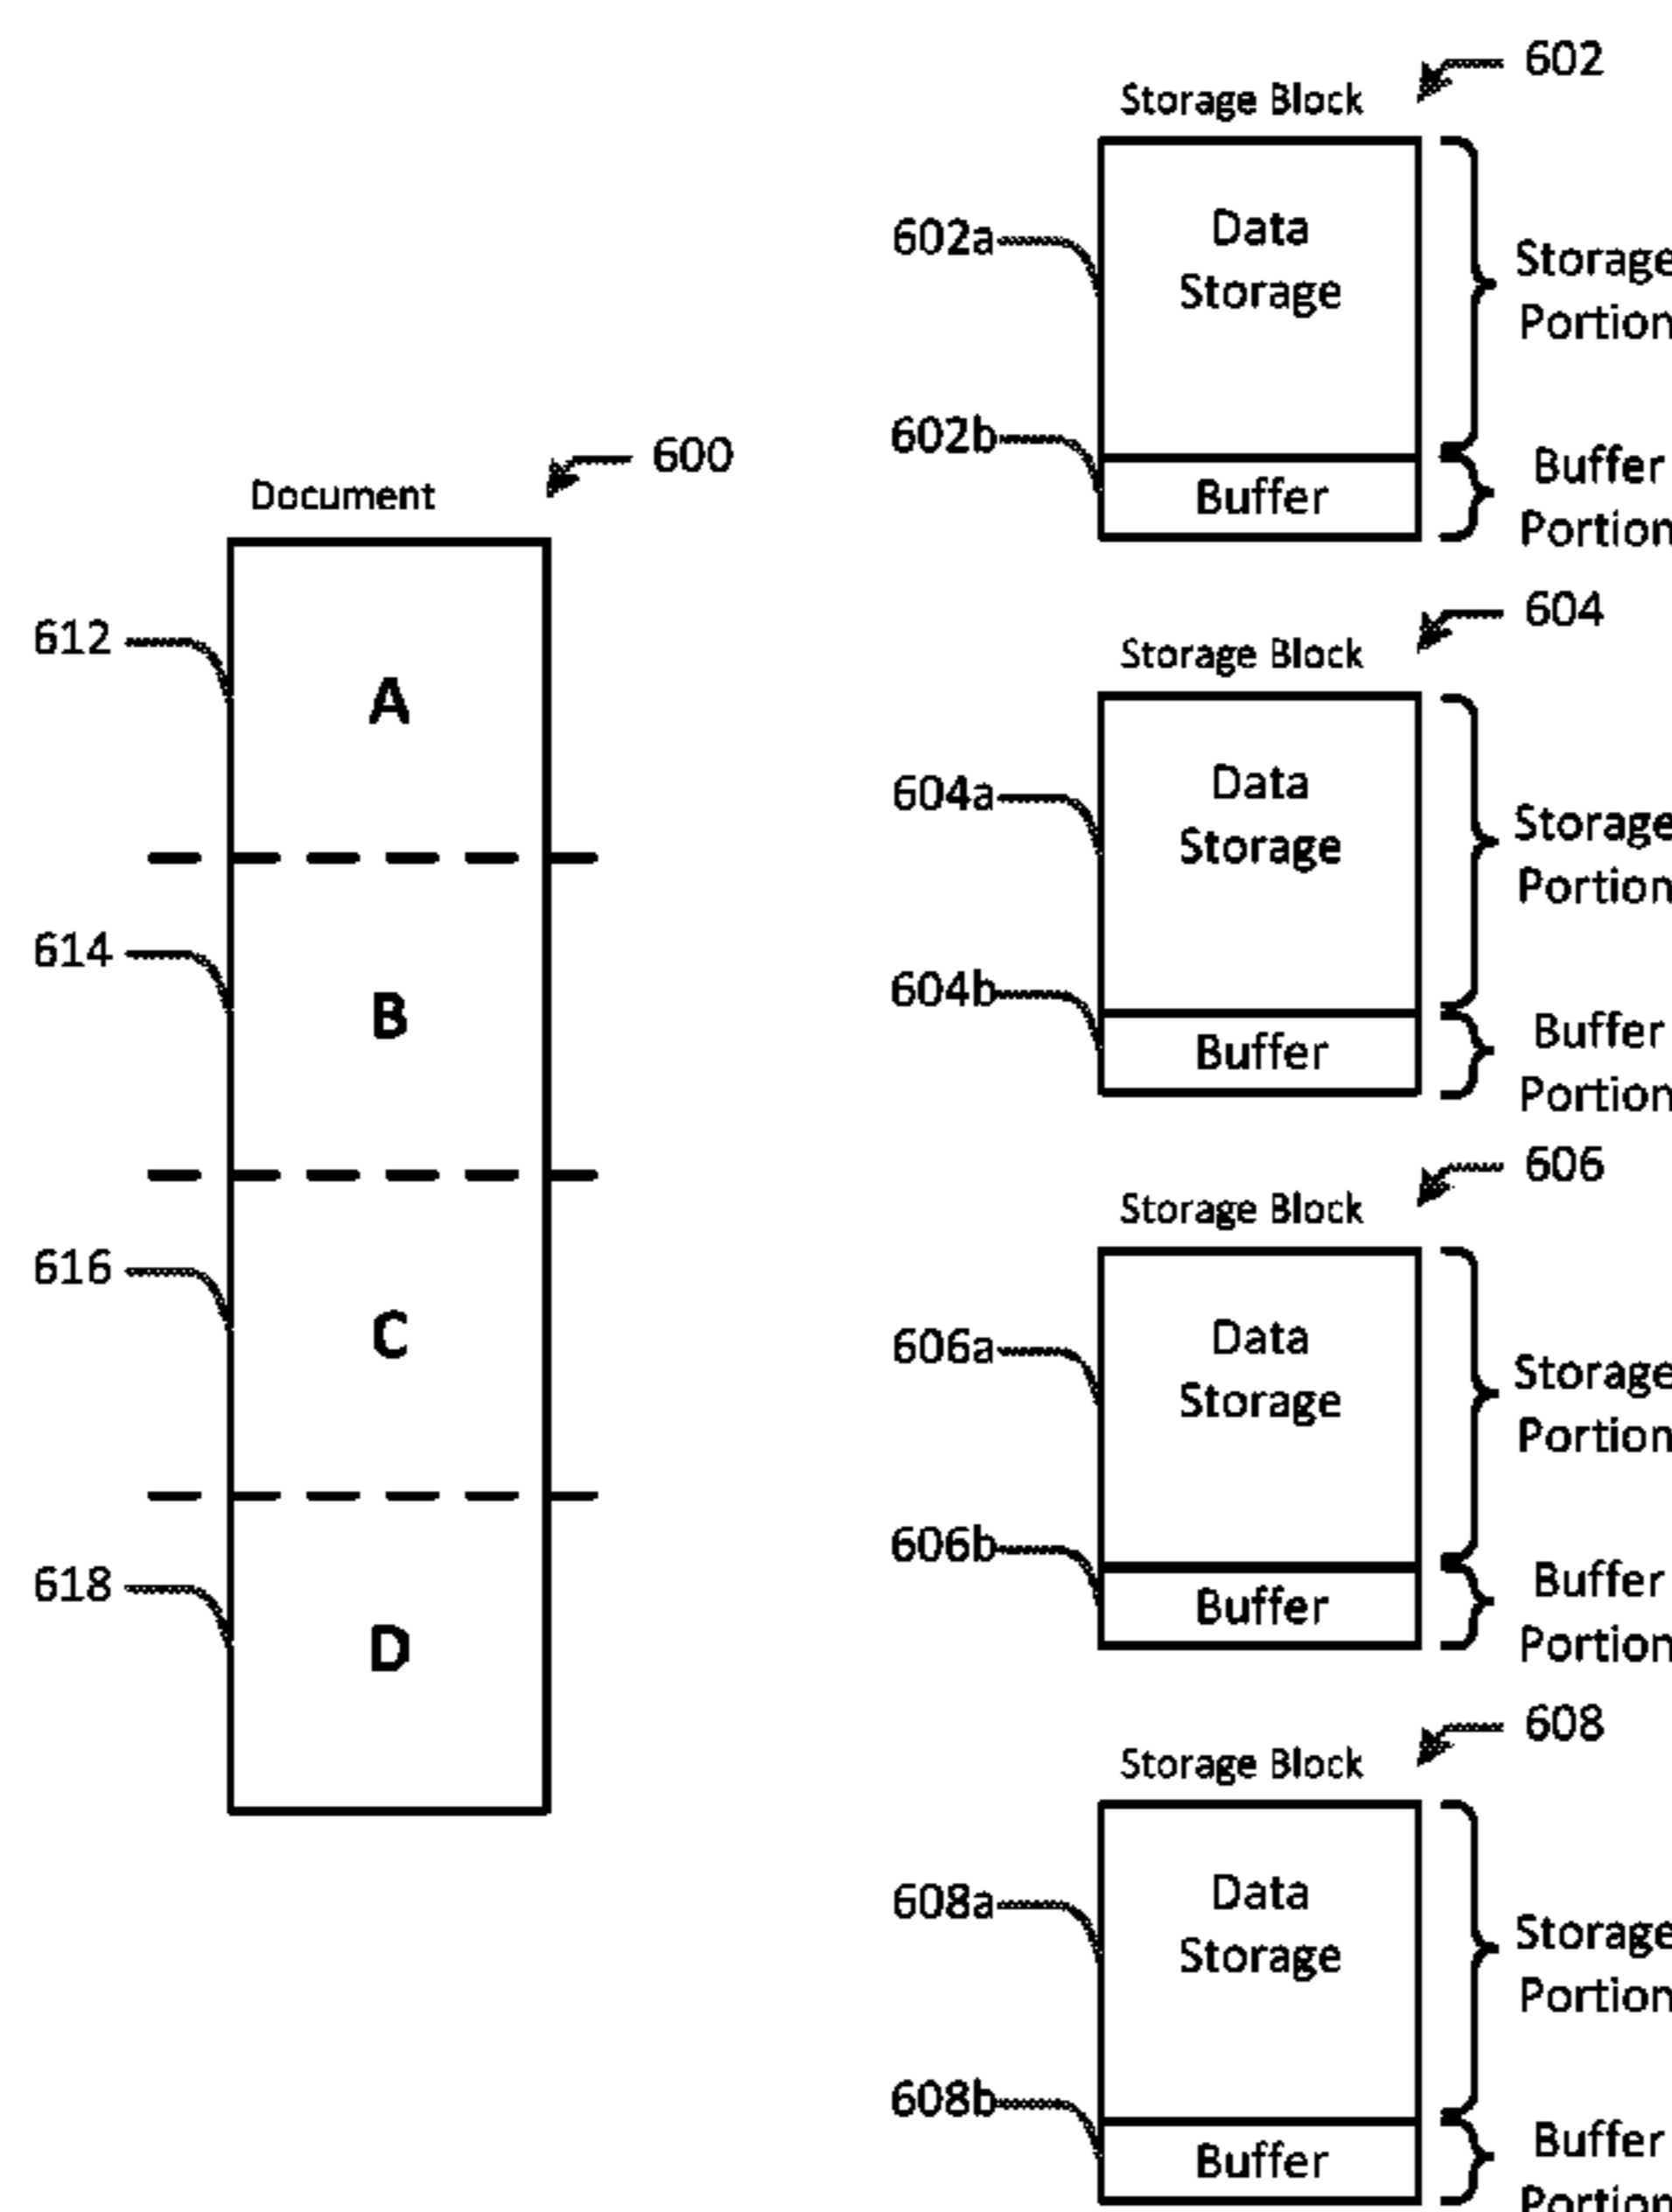 Document
600
612
A
614
B
616
C
618
D
602
Storage Block
602a
Data
Storage
Storage
Portion
602b
Buffer
Buffer
Portion
604
Storage Block
604a
Data
Storage
Storage
Portion
604b
Buffer
Buffer
Portion
606
Storage Block
606a
Data
Storage
Storage
Portion
606b
Buffer
Buffer
Portion
608
Storage Block
608a
Data
Storage
Storage
Portion
608b
Buffer
Buffer
Portion